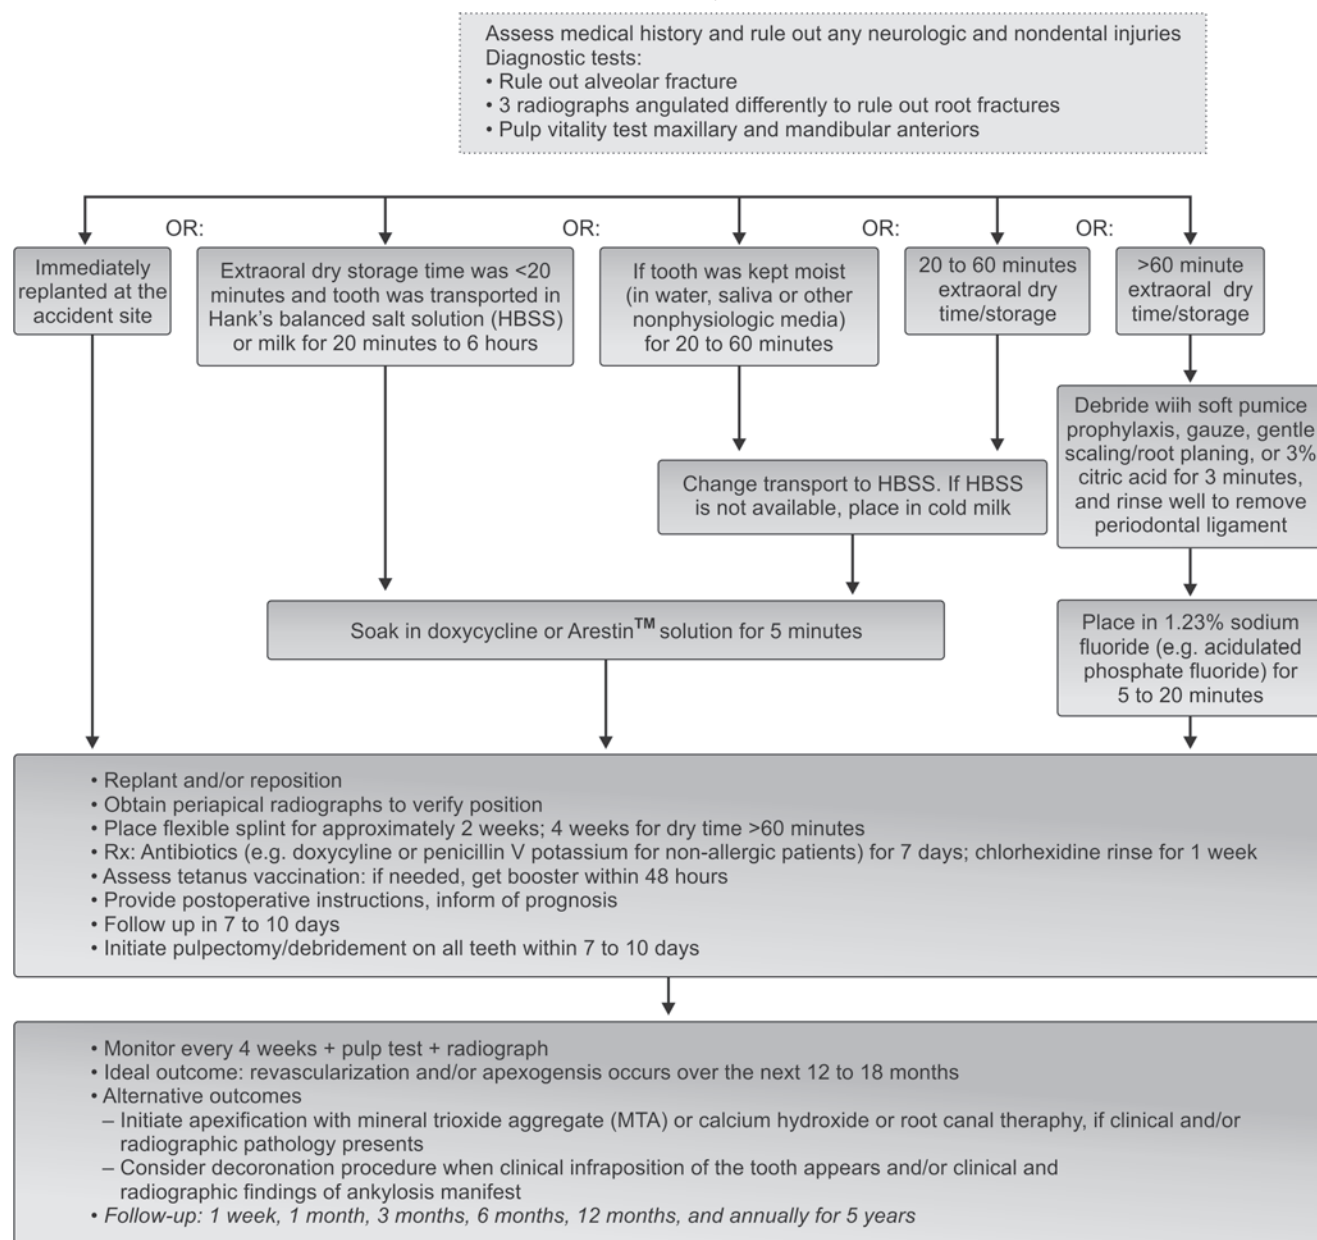 Assess medical history and rule out any neurologic and nondental injuries
Diagnostic tests:
• Rule out alveolar fracture
• 3 radiographs angulated differently to rule out root fractures
• Pulp vitality test maxillary and mandibular anteriors
OR:
OR:
OR:
OR:
Immediately
replanted at the
accident site
Extraoral dry storage time was <20
minutes and tooth was transported in
Hank's balanced salt solution (HBSS)
or milk for 20 minutes to 6 hours
If tooth was kept moist
(in water, saliva or other
nonphysiologic media)
for 20 to 60 minutes
20 to 60 minutes
extraoral dry
time/storage
>60 minute
extraoral dry
time/storage
Debride wiih soft pumice
prophylaxis, gauze, gentle
scaling/root planing, or 3%
citric acid for 3 minutes,
and rinse well to remove
periodontal ligament
Change transport to HBSS. If HBSS
is not available, place in cold milk
Soak in doxycycline or Arestin™ solution for 5 minutes
Place in 1.23% sodium
fluoride (e.g. acidulated
phosphate fluoride) for
5 to 20 minutes
• Replant and/or reposition
• Obtain periapical radiographs to verify position
• Place flexible splint for approximately 2 weeks; 4 weeks for dry time >60 minutes
• Rx: Antibiotics (e.g. doxycyline or penicillin V potassium for non-allergic patients) for 7 days; chlorhexidine rinse for 1 week
• Assess tetanus vaccination: if needed, get booster within 48 hours
• Provide postoperative instructions, inform of prognosis
• Follow up in 7 to 10 days
• Initiate pulpectomy/debridement on all teeth within 7 to 10 days
• Monitor every 4 weeks + pulp test + radiograph
• Ideal outcome: revascularization and/or apexogensis occurs over the next 12 to 18 months
• Alternative outcomes
– Initiate apexification with mineral trioxide aggregate (MTA) or calcium hydroxide or root canal theraphy, if clinical and/or
radiographic pathology presents
– Consider decoronation procedure when clinical infraposition of the tooth appears and/or clinical and
radiographic findings of ankylosis manifest
• Follow-up: 1 week, 1 month, 3 months, 6 months, 12 months, and annually for 5 years